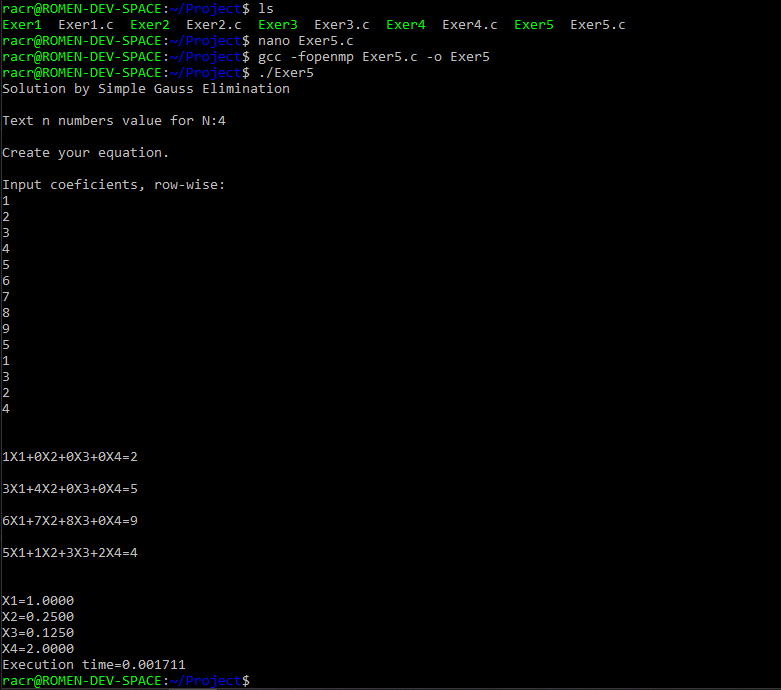 racr@ROMEN-DEV-SPACE:~/Project$ ls
Exer1  Exer1.c  Exer2  Exer2.c  Exer3  Exer3.c  Exer4  Exer4.c  Exer5  Exer5.c
racr@ROMEN-DEV-SPACE:~/Project$ nano Exer5.c
racr@ROMEN-DEV-SPACE:~/Project$ gcc -fopenmp Exer5.c -o Exer5
racr@ROMEN-DEV-SPACE:~/Project$ ./Exer5
Solution by Simple Gauss Elimination
Text n numbers value for N:4
Create your equation.
Input coeficients, row-wise:
1
2
3
4
5
6
7
8
9
5
1
3
2
4
1X1+0X2+0X3+0X4=2
3X1+4X2+0X3+0X4=5
6X1+7X2+8X3+0X4=9
5X1+1X2+3X3+2X4=4
X1=1.0000
X2=0.2500
X3=0.1250
X4=2.0000
Execution time=0.001711
racr@ROMEN-DEV-SPACE:~/Project$